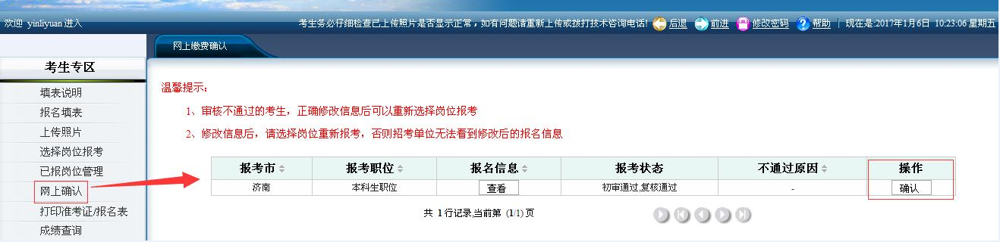 欢迎 yinliyuan 进入
考生务必仔细检查已上传照片是否显示正常，如有问题请重新上传或拨打技术咨询电话! 后退 前进 修改密码 帮助 | 现在是:2017年1月6日 10:23:06 星期五
网上缴费确认
考生专区
填表说明
报名填表
上传照片
选择岗位报考
已报岗位管理
网上确认
打印准考证/报名表
成绩查询
温馨提示:
1、审核不通过的考生，正确修改信息后可以重新选择岗位报考
2、修改信息后，请选择岗位重新报考，否则招考单位无法看到修改后的报名信息
报考市 报考职位 报名信息 报考状态 不通过原因 操作
济南 本科生职位 查看 初审通过,复核通过 - 确认
共 1 行记录,当前第 (1/1) 页